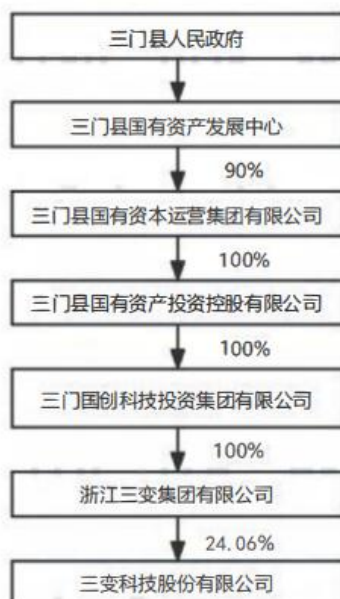 三门县人民政府
三门县国有资产发展中心
90%
三门县国有资本运营集团有限公司
100%
三门县国有资产投资控股有限公司
100%
三门国创科技投资集团有限公司
100%
浙江三变集团有限公司
24.06%
三变科技股份有限公司